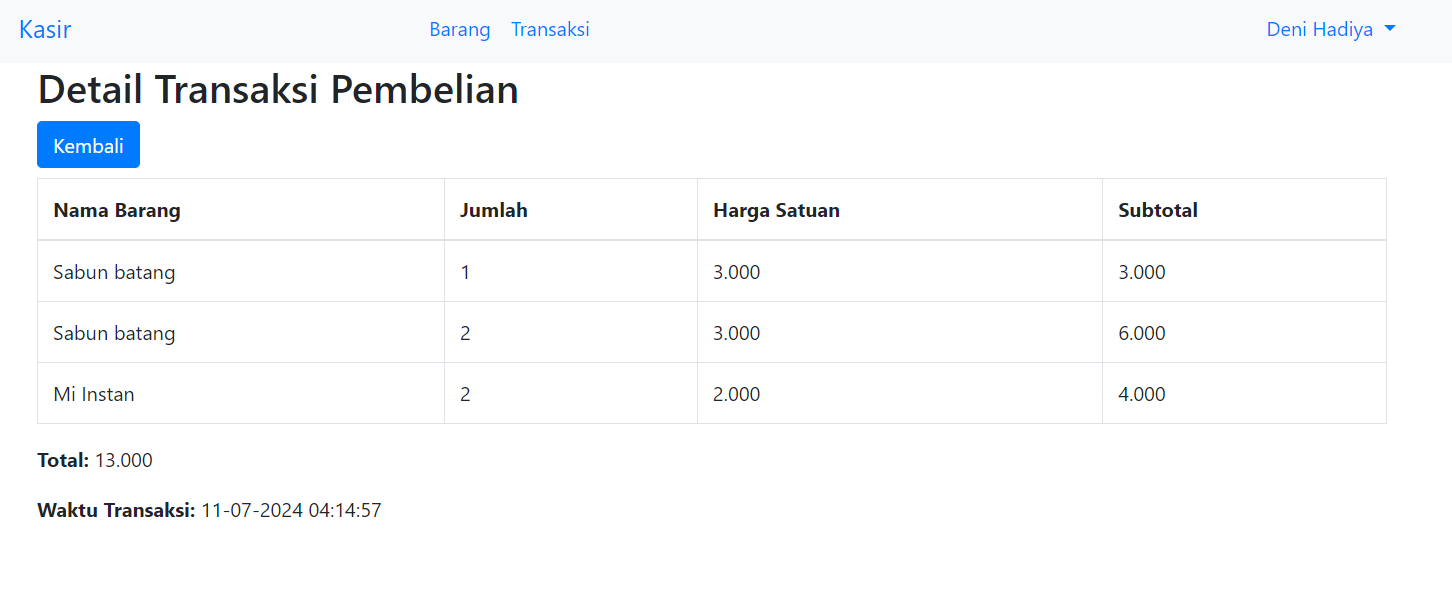 Kasir Barang Transaksi Deni Hadiya
Detail Transaksi Pembelian
Kembali
Nama Barang Jumlah Harga Satuan Subtotal
Sabun batang 1 3.000 3.000
Sabun batang 2 3.000 6.000
Mi Instan 2 2.000 4.000
Total: 13.000
Waktu Transaksi: 11-07-2024 04:14:57